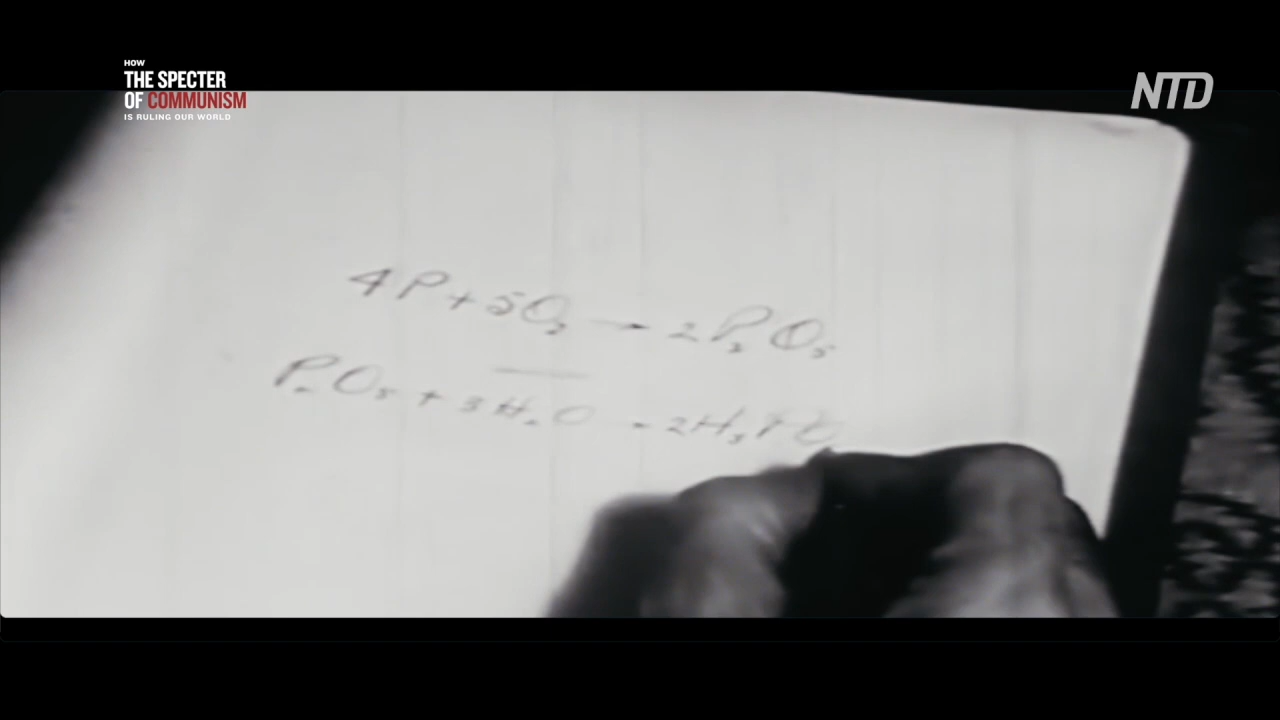 HOW
THE SPECTER
OF COMMUNISM
IS RULING OUR WORLD
NTD
4P + 5O₂ → 2P₂O₅
P₂O₅ + 3H₂O → 2H₃PO